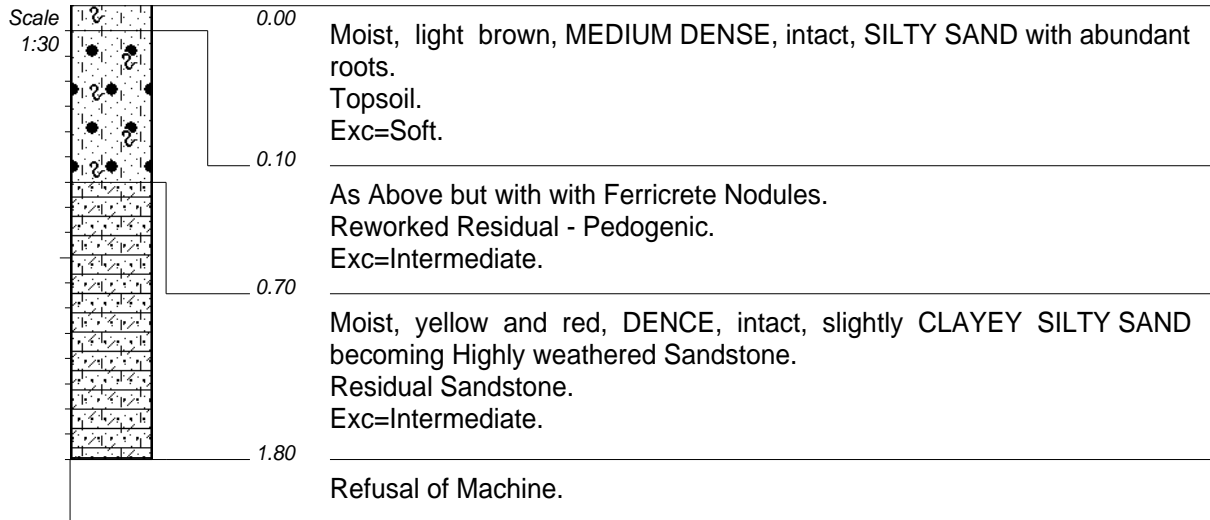 Scale
1:30
0.00
Moist, light brown, MEDIUM DENSE, intact, SILTY SAND with abundant
roots.
Topsoil.
Exc=Soft.
0.10
As Above but with with Ferricrete Nodules.
Reworked Residual - Pedogenic.
Exc=Intermediate.
0.70
Moist, yellow and red, DENCE, intact, slightly CLAYEY SILTY SAND
becoming Highly weathered Sandstone.
Residual Sandstone.
Exc=Intermediate.
1.80
Refusal of Machine.